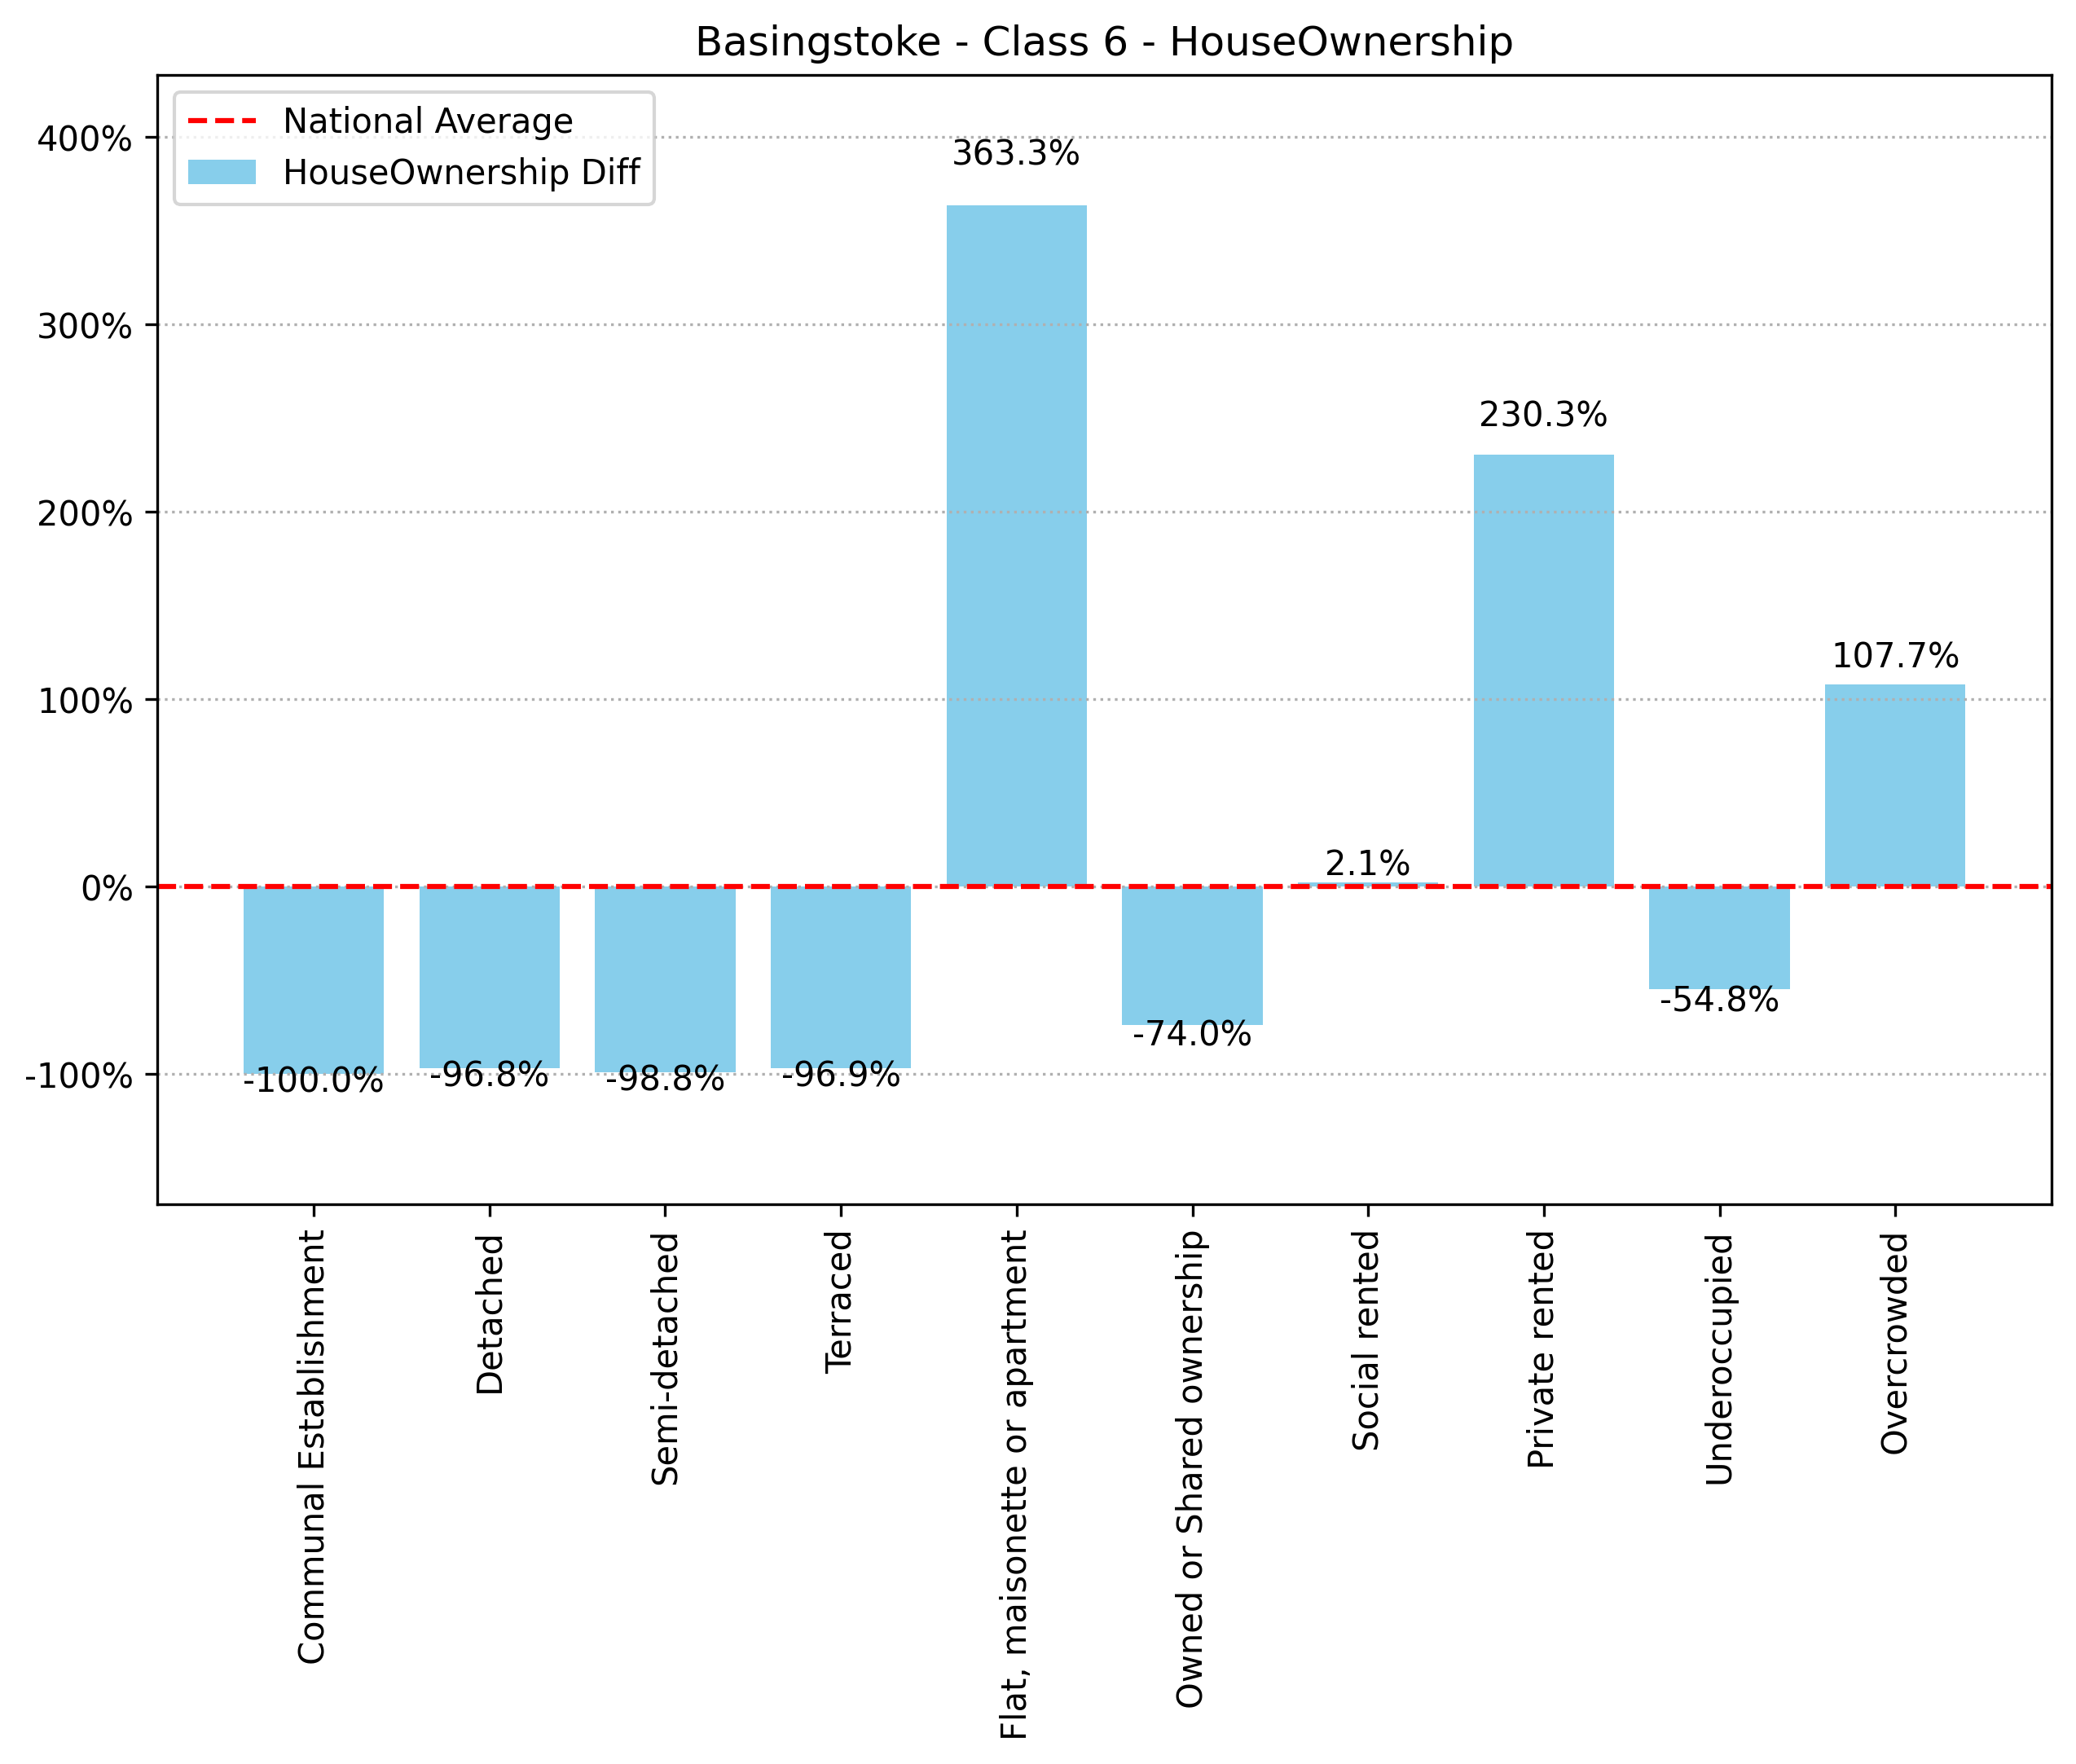 Basingstoke - Class 6 - HouseOwnership
National Average
HouseOwnership Diff
400%
300%
200%
100%
0%
-100%
-100.0%
-96.8%
-98.8%
-96.9%
363.3%
-74.0%
2.1%
230.3%
-54.8%
107.7%
Communal Establishment
Detached
Semi-detached
Terraced
Flat, maisonette or apartment
Owned or Shared ownership
Social rented
Private rented
Underoccupied
Overcrowded